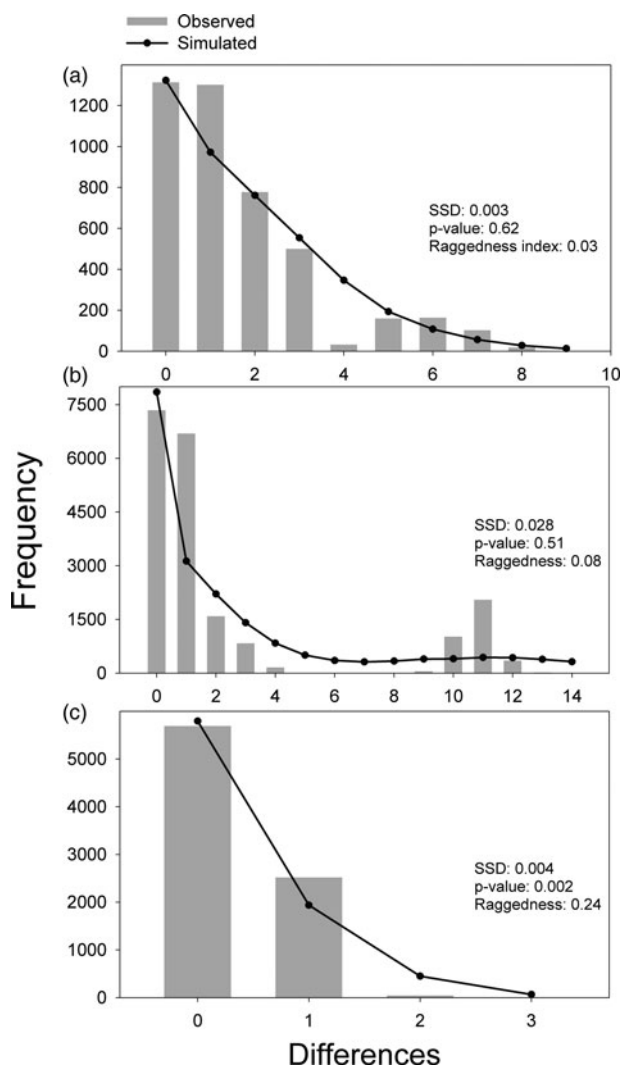 Observed
Simulated
(a)
1200
1000
800
600
400
200
0
SSD: 0.003
p-value: 0.62
Raggedness index: 0.03
0 2 4 6 8 10
(b)
7500
6000
4500
3000
1500
0
SSD: 0.028
p-value: 0.51
Raggedness: 0.08
0 2 4 6 8 10 12 14
Frequency
(c)
5000
4000
3000
2000
1000
0
SSD: 0.004
p-value: 0.002
Raggedness: 0.24
0 1 2 3
Differences